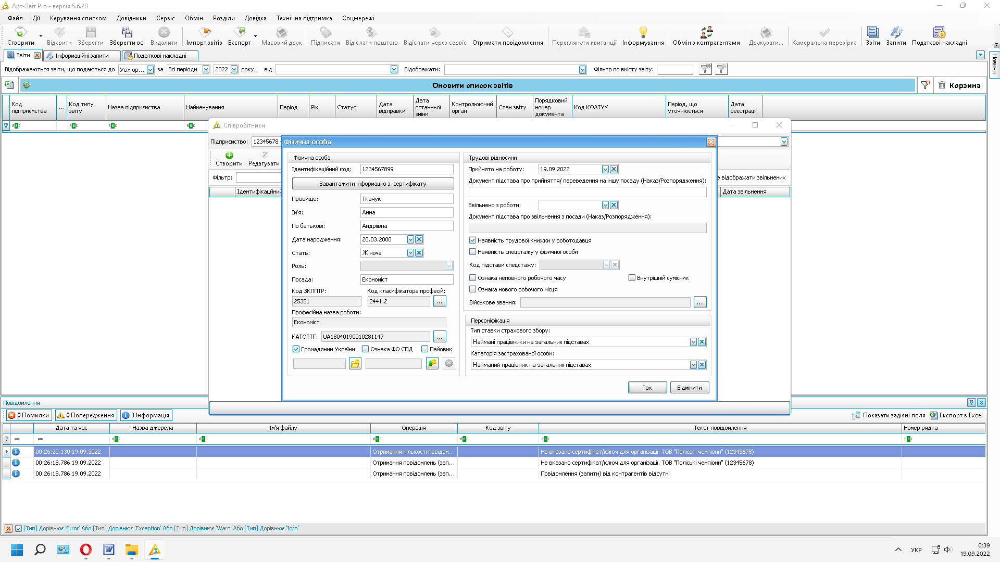 Арт-Звіт Pro - версія 5.6.28
Файл Дії Керування списком Довідники Сервіс Обмін Розділи Довідка Технічна підтримка Соцмережі
Створити Відкрити Зберегти Зберегти всі Видалити Імпорт звітів Експорт Масовий друк Підписати Відіслати поштою Відіслати через сервіс Отримати повідомлення Переглянути квитанції Інформування Обмін з контрагентами Друкувати... Камеральна перевірка Звіти Запити Податкові накладні
Звіти Інформаційні запити Податкові накладні
Новини
Відображаються звіти, що подаються до Усіх ор... за Всі періоди 2022 року, від Відображати: Фільтр по вмісту звіту:
Оновити список звітів Корзина
Код підприємства ... Код типу звіту Назва підприємства Найменування Період Рік Статус Дата відправки Дата останньої зміни Контролюючий орган Стан звіту Порядковий номер документа Код КОАТУУ Період, що уточнюється Дата реєстрації
Співробітники
Підприємство: 12345678 -
Створити Редагувати
Фільтр: е відображати звільнених
Ідентифікаційний Дата звільнення
Фізична особа
Фізична особа
Ідентифікаційний код: 1234567899
Завантажити інформацію з сертифікату
Прізвище: Ткачук
Ім'я: Анна
По батькові: Андріївна
Дата народження: 20.03.2000
Стать: Жіноча
Роль:
Посада: Економіст
Код ЗКППТР: Код класифікатора професій:
25351 2441.2 ...
Професійна назва роботи:
Економіст
КАТОТТГ: UA18040190010281147 ...
Громадянин України Ознака ФО СПД Пайовик
Трудові відносини
Прийнято на роботу: 19.09.2022
Документ підстава про прийняття/ переведення на іншу посаду (Наказ/Розпорядження):
Звільнено з роботи:
Документ підстава про звільнення з посади (Наказ/Розпорядження):
Наявність трудової книжки у роботодавця
Наявність спецстажу у фізичної особи
Код підстави спецстажу:
Ознака неповного робочого часу Внутрішній сумісник
Ознака нового робочого місця
Військове звання: ...
Персоніфікація
Тип ставки страхового збору:
Наймані працівники на загальних підставах
Категорія застрахованої особи:
Найманий працівник на загальних підставах
Так Відмінити
Повідомлення
0 Помилки 0 Попередження 3 Інформація Показати задіяні поля Експорт в Excel
Дата та час Назва джерела Ім'я файлу Операція Код звіту Текст повідомлення Номер рядка
00:26:20.130 19.09.2022 Отримання кількості повідом... Не вказано сертифікат/ключ для організації. ТОВ "Поліські чемпіони" (12345678)
00:26:18.786 19.09.2022 Отримання повідомлень (зап... Не вказано сертифікат/ключ для організації. ТОВ "Поліські чемпіони" (12345678)
00:26:18.786 19.09.2022 Отримання повідомлень (зап... Повідомлення (запити) від контрагентів відсутні
[Тип] Дорівнює 'Error' Або [Тип] Дорівнює 'Exception' Або [Тип] Дорівнює 'Warn' Або [Тип] Дорівнює 'Info'
УКР 0:39
19.09.2022